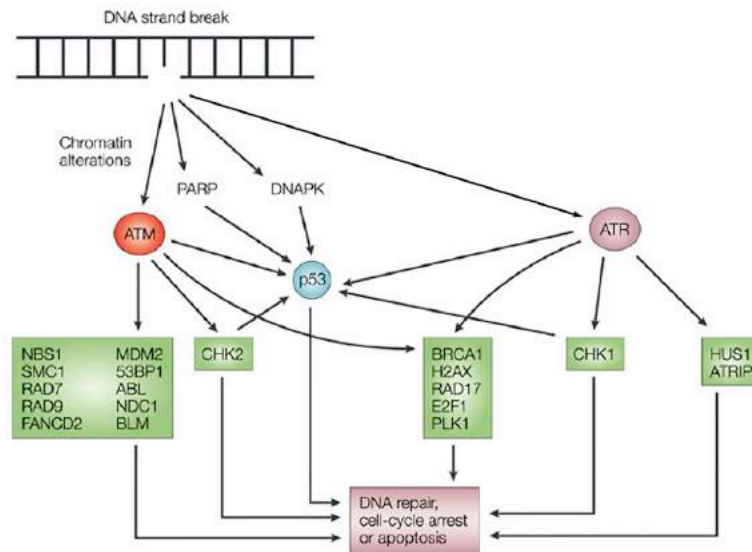 DNA strand break
Chromatin
alterations
PARP
DNAPK
ATM
ATR
p53
NBS1 MDM2
SMC1 53BP1
RAD7 ABL
RAD9 NDC1
FANCD2 BLM
CHK2
BRCA1
H2AX
RAD17
E2F1
PLK1
CHK1
HUS1
ATRIP
DNA repair,
cell-cycle arrest
or apoptosis